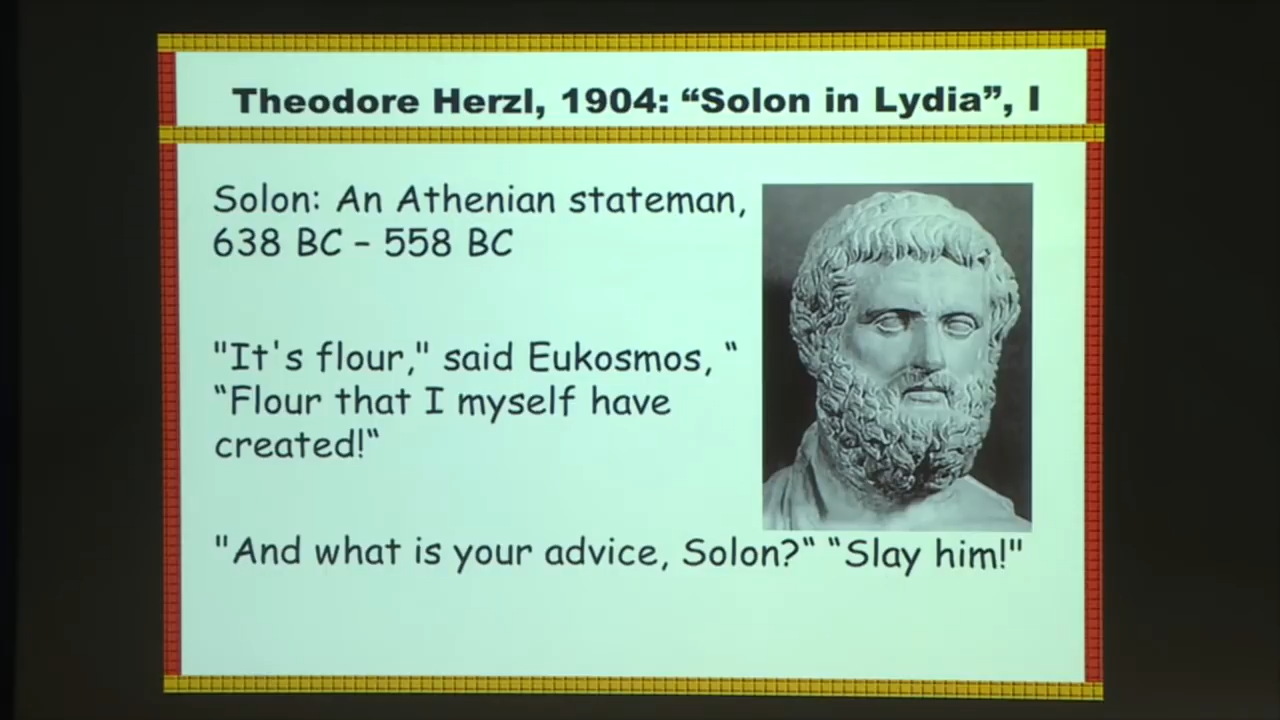 Theodore Herzl, 1904: “Solon in Lydia”, I
Solon: An Athenian stateman,
638 BC – 558 BC
"It's flour," said Eukosmos, “
“Flour that I myself have
created!“
"And what is your advice, Solon?“ “Slay him!"